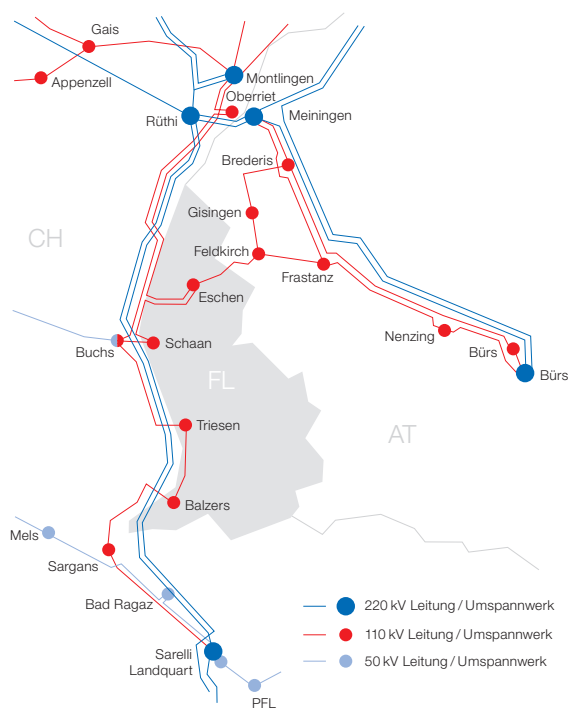 Gais
Appenzell
Montlingen
Oberriet
Rüthi
Meiningen
Brederis
Gisingen
CH
Feldkirch
Frastanz
Eschen
Nenzing
Buchs
Schaan
Bürs
Bürs
FL
AT
Triesen
Balzers
Mels
Sargans
Bad Ragaz
220 kV Leitung / Umspannwerk
110 kV Leitung / Umspannwerk
50 kV Leitung / Umspannwerk
Sarelli
Landquart
PFL